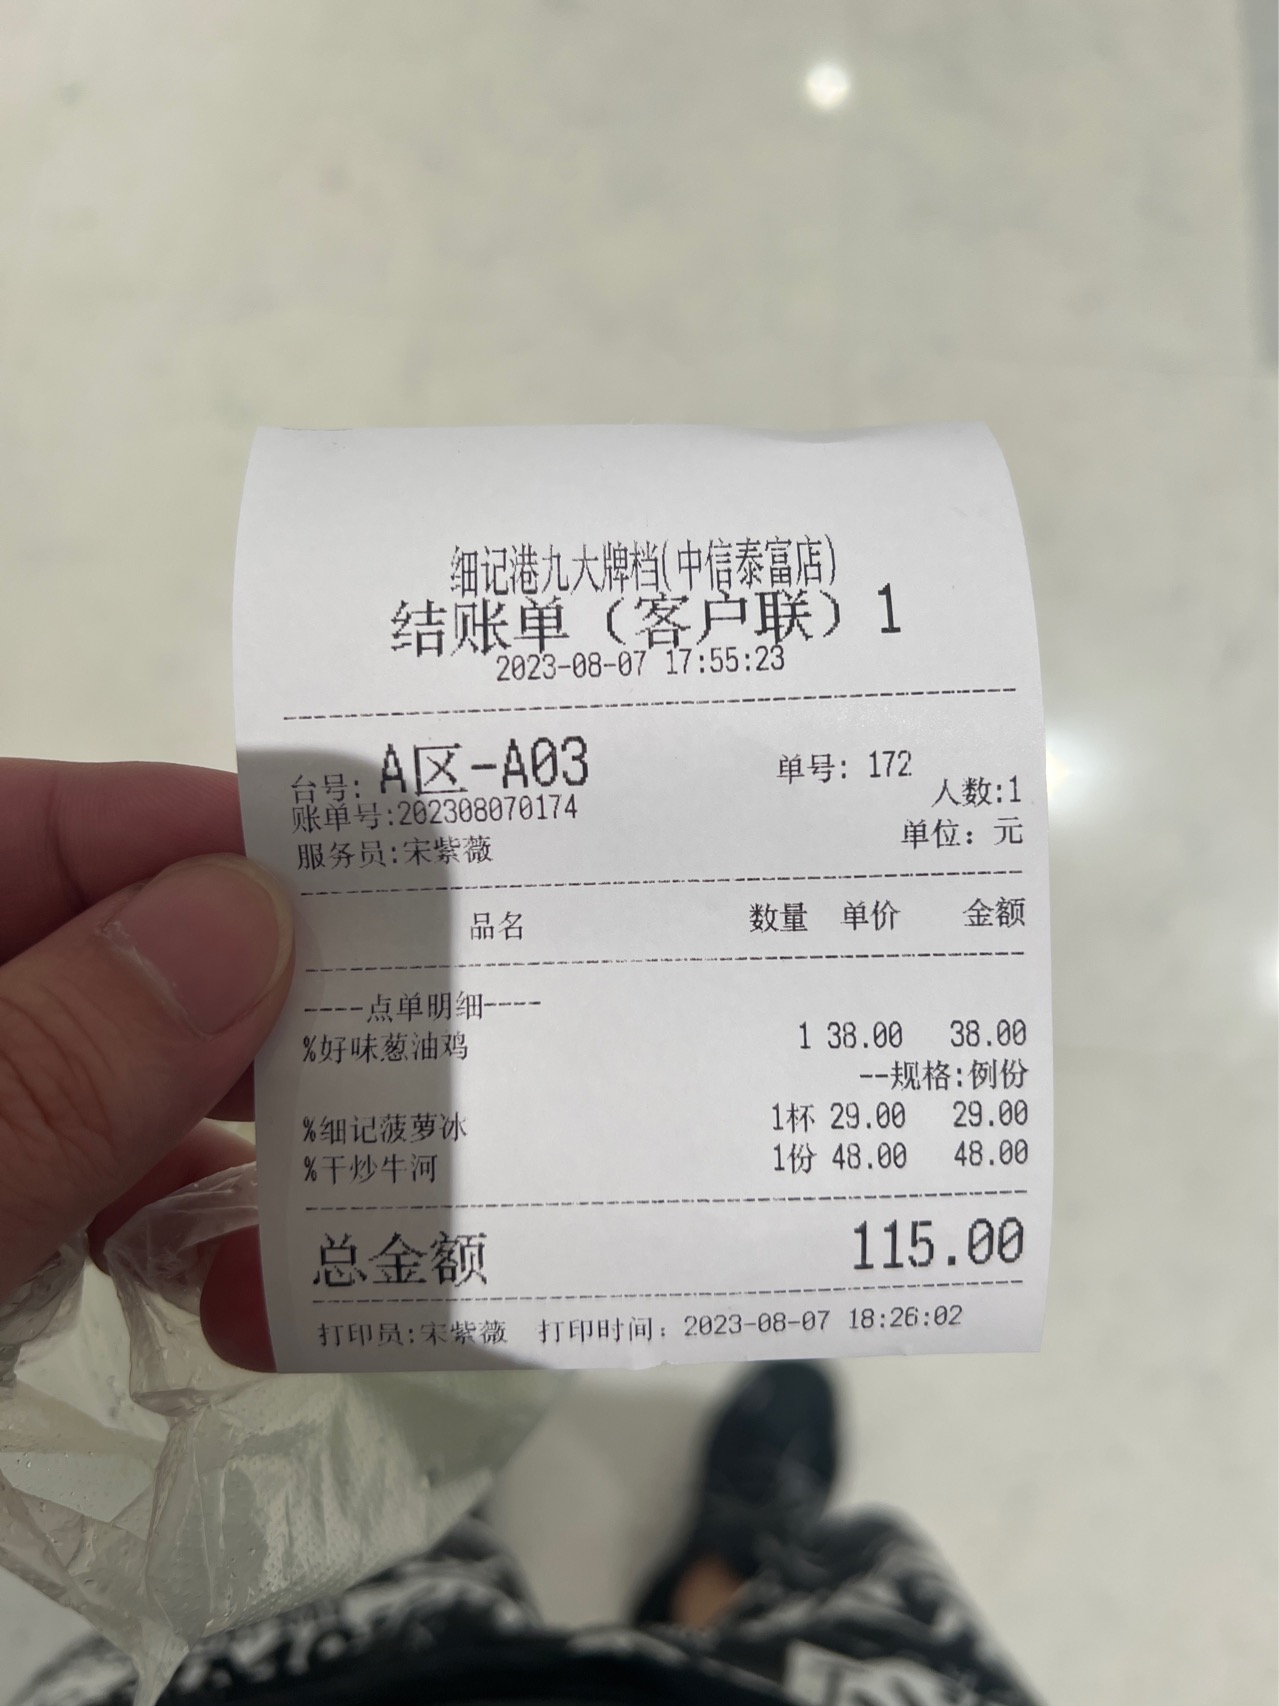 细记港九大牌档(中信泰富店)
结账单（客户联）1
2023-08-07 17:55:23
台号: A区-A03 单号: 172
人数:1
账单号:202308070174
单位: 元
服务员:宋紫薇
品名 数量 单价 金额
----点单明细----
%好味葱油鸡 1 38.00 38.00
--规格:例份
%细记菠萝冰 1杯 29.00 29.00
%干炒牛河 1份 48.00 48.00
总金额 115.00
打印员:宋紫薇 打印时间: 2023-08-07 18:26:02